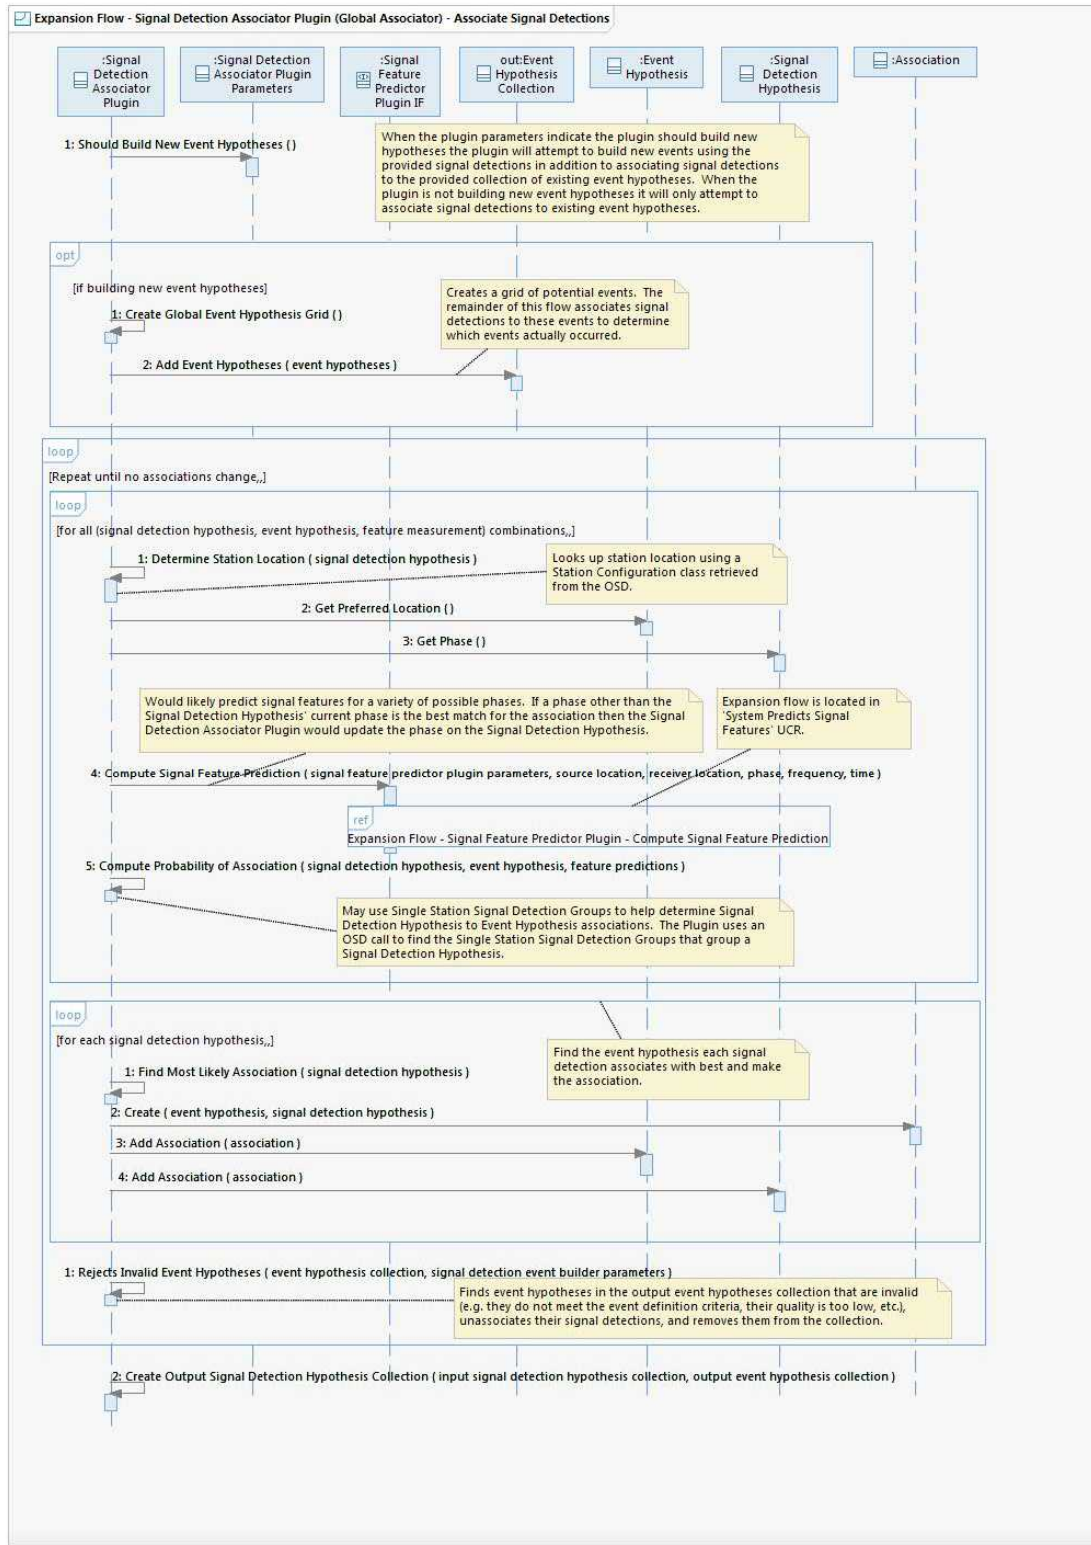 Expansion Flow - Signal Detection Associator Plugin (Global Associator) - Associate Signal Detections
:Signal
Detection
Associator
Plugin
:Signal Detection
Associator Plugin
Parameters
:Signal
Feature
Predictor
Plugin IF
out:Event
Hypothesis
Collection
:Event
Hypothesis
:Signal
Detection
Hypothesis
:Association
1: Should Build New Event Hypotheses ( )
When the plugin parameters indicate the plugin should build new
hypotheses the plugin will attempt to build new events using the
provided signal detections in addition to associating signal detections
to the provided collection of existing event hypotheses. When the
plugin is not building new event hypotheses it will only attempt to
associate signal detections to existing event hypotheses.
opt
[if building new event hypotheses]
1: Create Global Event Hypothesis Grid ( )
Creates a grid of potential events. The
remainder of this flow associates signal
detections to these events to determine
which events actually occurred.
2: Add Event Hypotheses ( event hypotheses )
loop
[Repeat until no associations change,,]
loop
[for all (signal detection hypothesis, event hypothesis, feature measurement) combinations,,]
1: Determine Station Location ( signal detection hypothesis )
Looks up station location using a
Station Configuration class retrieved
from the OSD.
2: Get Preferred Location ( )
3: Get Phase ( )
Would likely predict signal features for a variety of possible phases. If a phase other than the
Signal Detection Hypothesis' current phase is the best match for the association then the Signal
Detection Associator Plugin would update the phase on the Signal Detection Hypothesis.
Expansion flow is located in
'System Predicts Signal
Features' UCR.
4: Compute Signal Feature Prediction ( signal feature predictor plugin parameters, source location, receiver location, phase, frequency, time )
ref
Expansion Flow - Signal Feature Predictor Plugin - Compute Signal Feature Prediction
5: Compute Probability of Association ( signal detection hypothesis, event hypothesis, feature predictions )
May use Single Station Signal Detection Groups to help determine Signal
Detection Hypothesis to Event Hypothesis associations. The Plugin uses an
OSD call to find the Single Station Signal Detection Groups that group a
Signal Detection Hypothesis.
loop
[for each signal detection hypothesis,,]
Find the event hypothesis each signal
detection associates with best and make
the association.
1: Find Most Likely Association ( signal detection hypothesis )
2: Create ( event hypothesis, signal detection hypothesis )
3: Add Association ( association )
4: Add Association ( association )
1: Rejects Invalid Event Hypotheses ( event hypothesis collection, signal detection event builder parameters )
Finds event hypotheses in the output event hypotheses collection that are invalid
(e.g. they do not meet the event definition criteria, their quality is too low, etc.),
unassociates their signal detections, and removes them from the collection.
2: Create Output Signal Detection Hypothesis Collection ( input signal detection hypothesis collection, output event hypothesis collection )